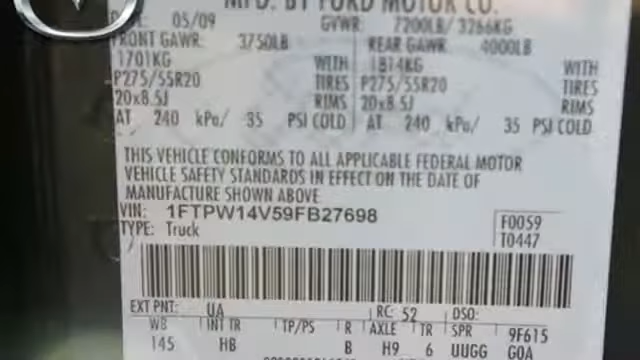 MFD. BY FORD MOTOR CO.
05/09 GVWR: 7200LB/ 3266KG
FRONT GAWR: 3750LB REAR GAWR: 4000LB
1701KG WITH 1814KG WITH
P275/55R20 TIRES P275/55R20 TIRES
20x8.5J RIMS 20x8.5J RIMS
AT 240 kPa/ 35 PSI COLD AT 240 kPa/ 35 PSI COLD
THIS VEHICLE CONFORMS TO ALL APPLICABLE FEDERAL MOTOR
VEHICLE SAFETY STANDARDS IN EFFECT ON THE DATE OF
MANUFACTURE SHOWN ABOVE
VIN: 1FTPW14V59FB27698 F0059
TYPE: Truck T0447
EXT PNT: UA RC: 52 DSO:
WB INT TR TP/PS R AXLE TR SPR 9F615
145 HB B H9 6 UUGG GOA